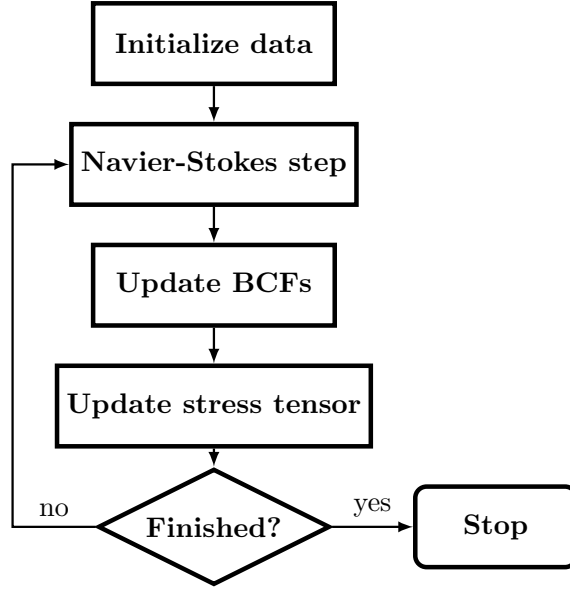 Initialize data
Navier-Stokes step
Update BCFs
Update stress tensor
no
yes
Finished?
Stop